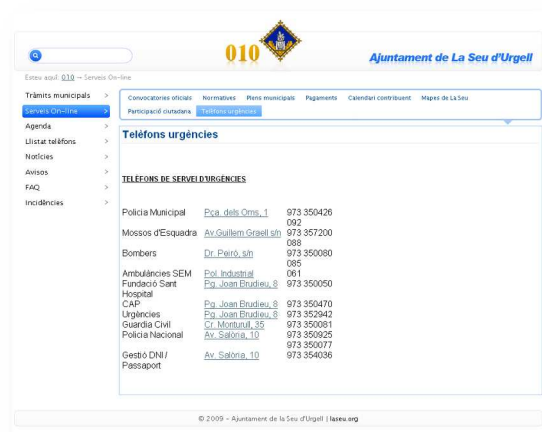 010
Ajuntament de La Seu d'Urgell
Esteu aquí: 010 → Serveis On-line
Tràmits municipals >
Serveis On-line >
Agenda >
Llistat telèfons >
Notícies >
Avisos >
FAQ >
Incidències >
Convocatories oficials Normatives Plens municipals Pagaments Calendari contribuent Mapes de La Seu
Participació ciutadana Telèfons urgències
Telèfons urgències
TELÈFONS DE SERVEI D'URGÈNCIES
Policia Municipal Pça. dels Oms, 1 973 350426
092
Mossos d'Esquadra Av.Guillem Graell s/n 973 357200
088
Bombers Dr. Peiró, s/n 973 350080
085
Ambulàncies SEM Pol. Industrial 061
Fundació Sant Pg. Joan Brudieu, 8 973 350050
Hospital
CAP Pg. Joan Brudieu, 8 973 350470
Urgències Pg. Joan Brudieu, 8 973 352942
Guardia Civil Cr. Monturull, 35 973 350081
Policia Nacional Av. Salòria, 10 973 350925
973 350077
Gestió DNI / Av. Salòria, 10 973 354036
Passaport
© 2009 - Ajuntament de la Seu d'Urgell | laseu.org